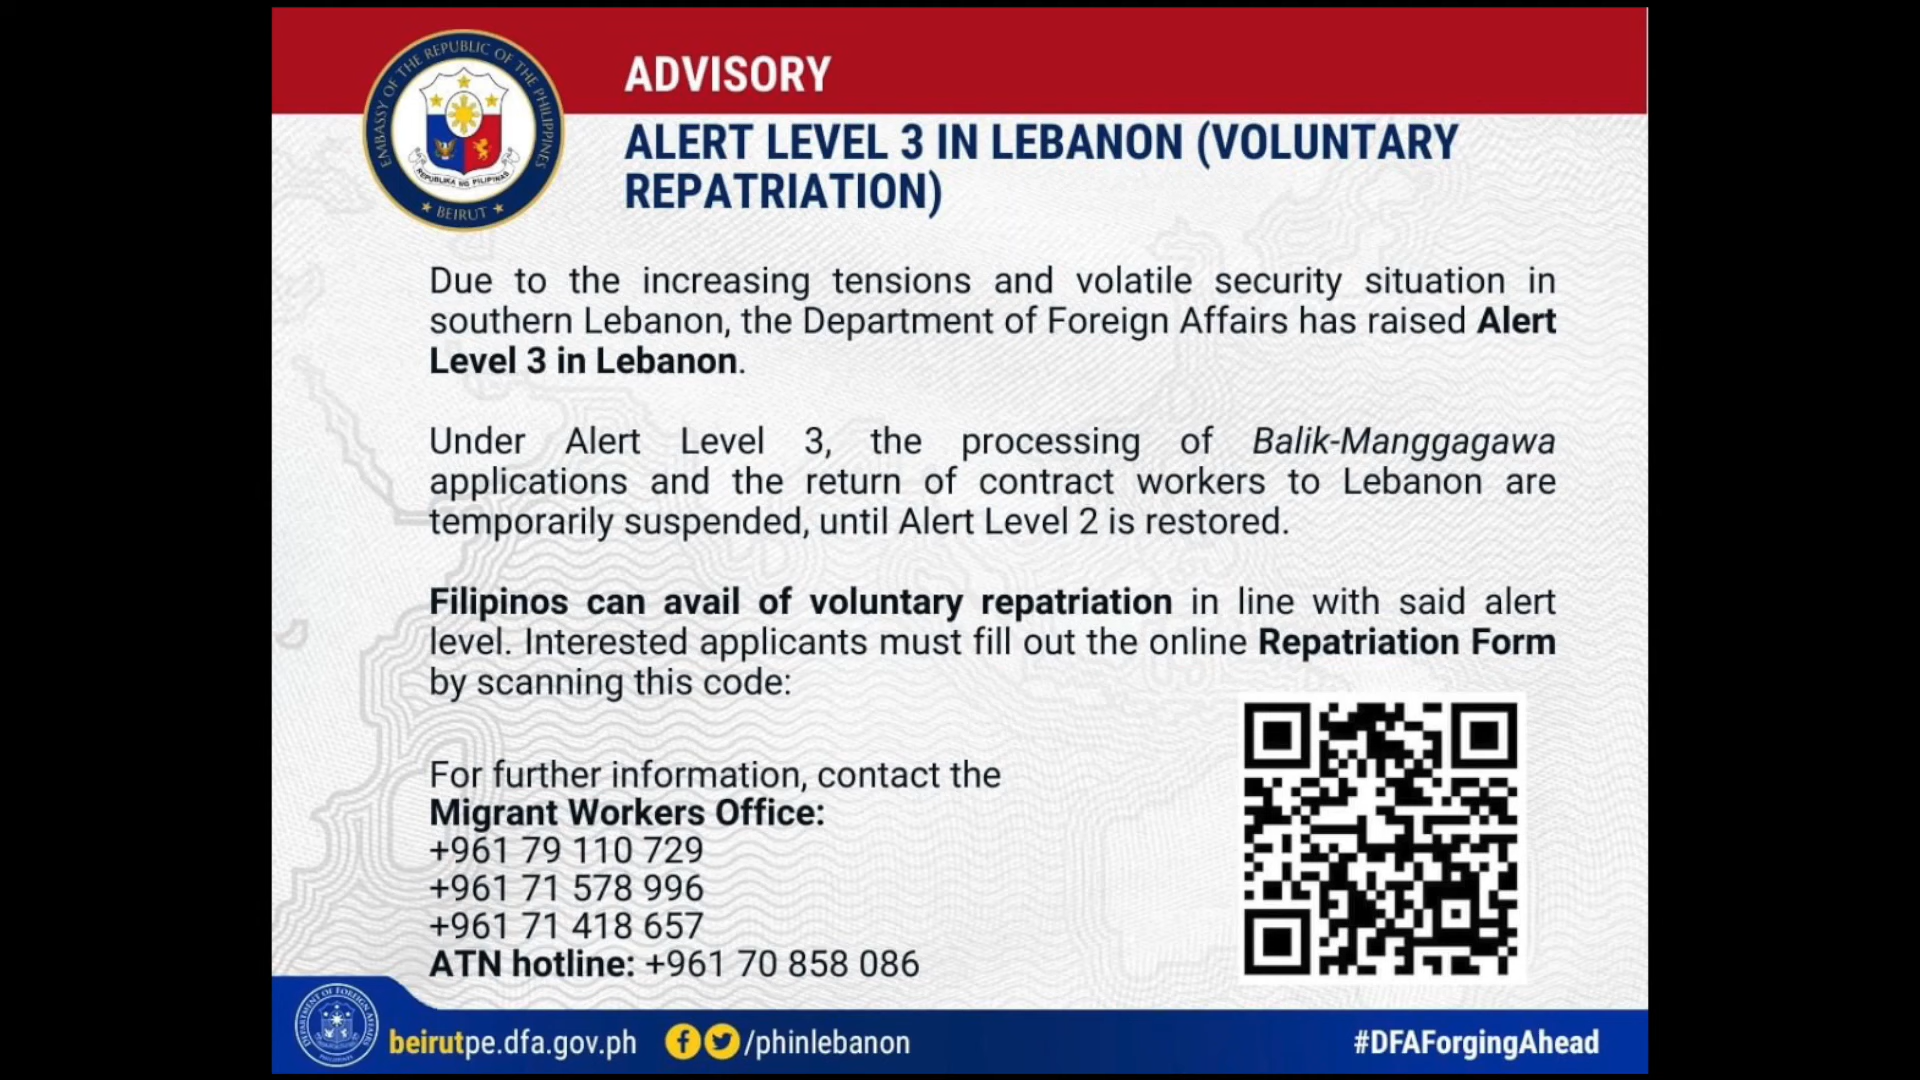 EMBASSY OF THE REPUBLIC OF THE PHILIPPINES
REPUBLIKA NG PILIPINAS
★ BEIRUT ★
ADVISORY
ALERT LEVEL 3 IN LEBANON (VOLUNTARY
REPATRIATION)
Due to the increasing tensions and volatile security situation in
southern Lebanon, the Department of Foreign Affairs has raised Alert
Level 3 in Lebanon.
Under Alert Level 3, the processing of Balik-Manggagawa
applications and the return of contract workers to Lebanon are
temporarily suspended, until Alert Level 2 is restored.
Filipinos can avail of voluntary repatriation in line with said alert
level. Interested applicants must fill out the online Repatriation Form
by scanning this code:
For further information, contact the
Migrant Workers Office:
+961 79 110 729
+961 71 578 996
+961 71 418 657
ATN hotline: +961 70 858 086
DEPARTMENT OF FOREIGN AFFAIRS
PHILIPPINES
beirutpe.dfa.gov.ph
/phinlebanon
#DFAForgingAhead